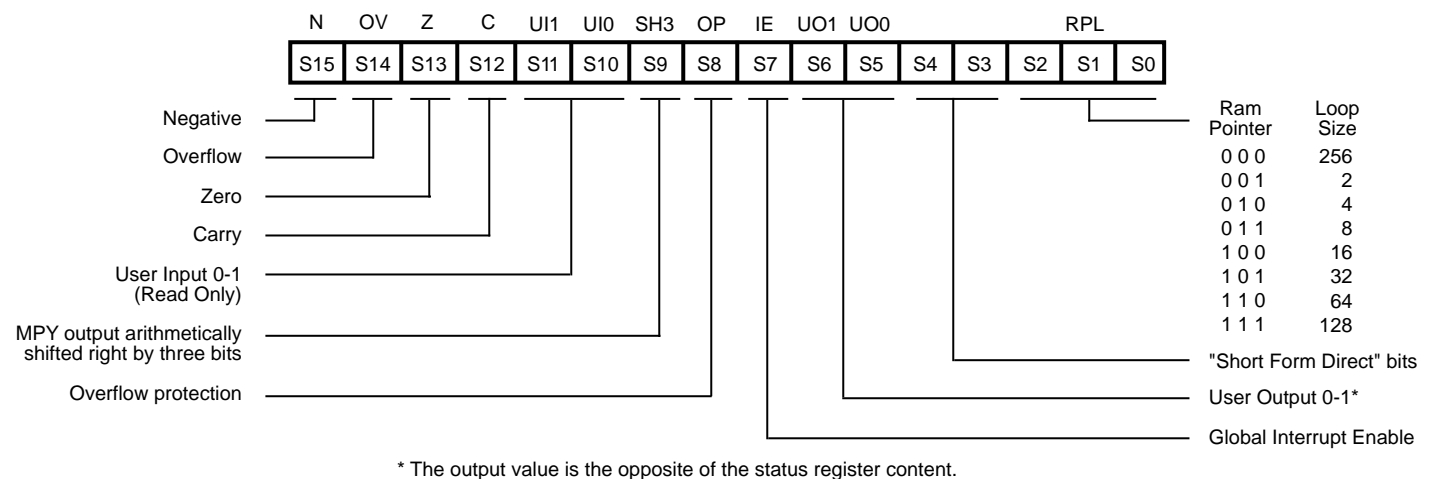 N OV Z C UI1 UI0 SH3 OP IE UO1 UO0 RPL
S15 S14 S13 S12 S11 S10 S9 S8 S7 S6 S5 S4 S3 S2 S1 S0
Negative
Overflow
Zero
Carry
User Input 0-1
(Read Only)
MPY output arithmetically
shifted right by three bits
Overflow protection
Ram Loop
Pointer Size
0 0 0 256
0 0 1 2
0 1 0 4
0 1 1 8
1 0 0 16
1 0 1 32
1 1 0 64
1 1 1 128
"Short Form Direct" bits
User Output 0-1*
Global Interrupt Enable
* The output value is the opposite of the status register content.